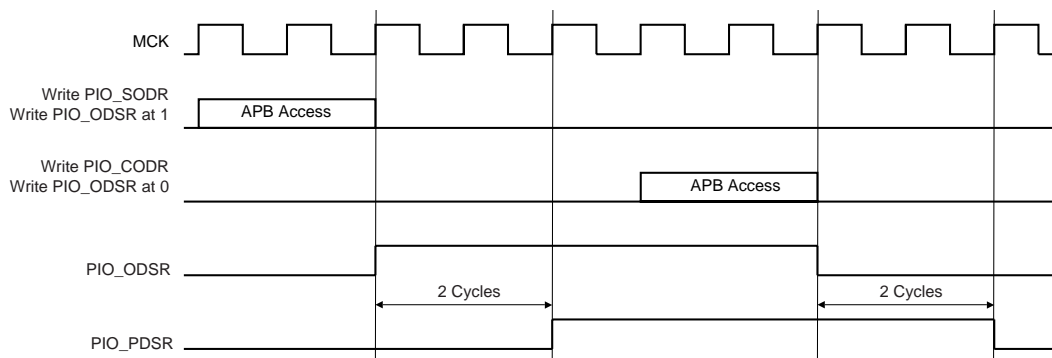 MCK
Write PIO_SODR
Write PIO_ODSR at 1
APB Access
Write PIO_CODR
Write PIO_ODSR at 0
APB Access
PIO_ODSR
2 Cycles
2 Cycles
PIO_PDSR